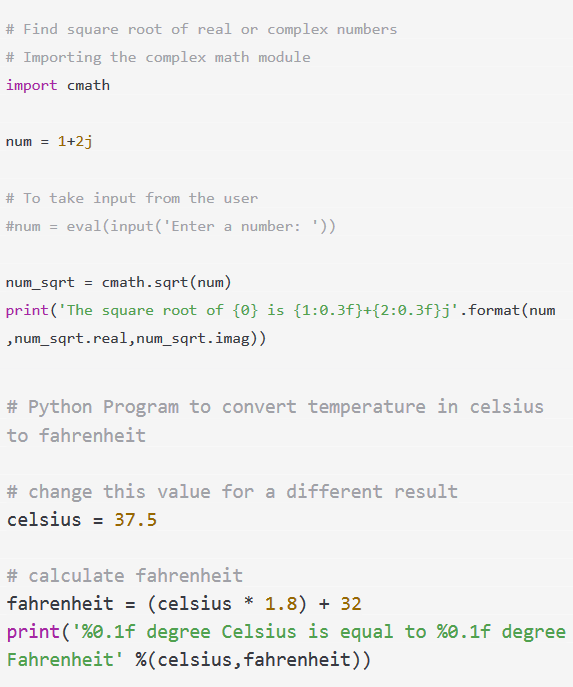 # Find square root of real or complex numbers
# Importing the complex math module
import cmath
num = 1+2j
# To take input from the user
#num = eval(input('Enter a number: '))
num_sqrt = cmath.sqrt(num)
print('The square root of {0} is {1:0.3f}+{2:0.3f}j'.format(num
,num_sqrt.real,num_sqrt.imag))
# Python Program to convert temperature in celsius
to fahrenheit
# change this value for a different result
celsius = 37.5
# calculate fahrenheit
fahrenheit = (celsius * 1.8) + 32
print('%0.1f degree Celsius is equal to %0.1f degree
Fahrenheit' %(celsius,fahrenheit))